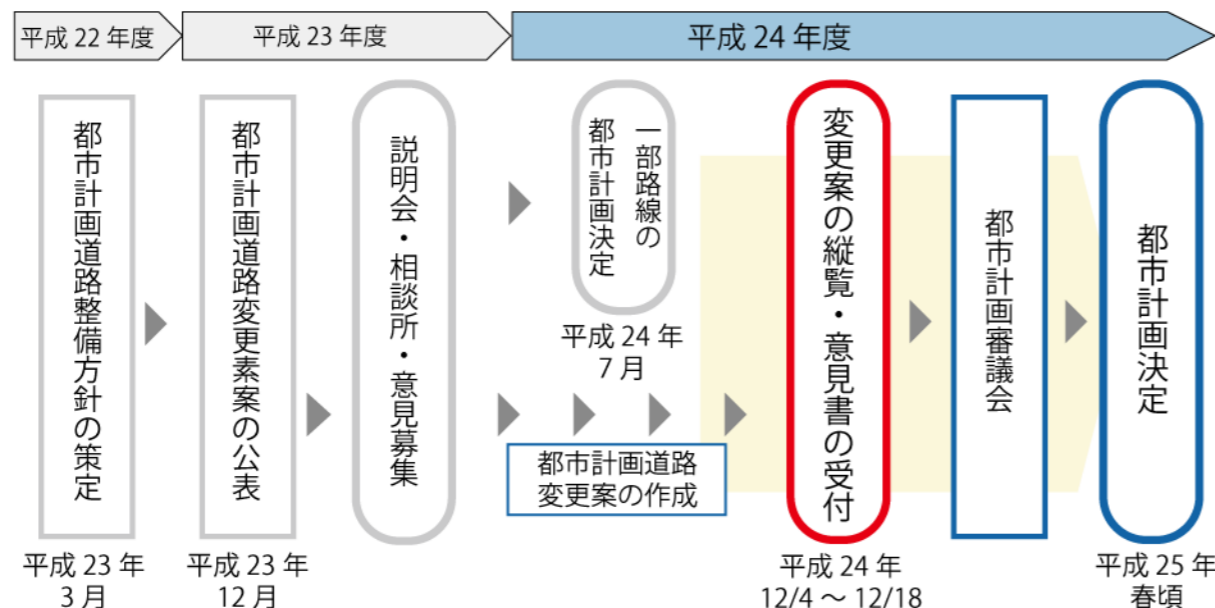 平成 22 年度
平成 23 年度
平成 24 年度
都市計画道路整備方針の策定
平成 23 年
3 月
都市計画道路変更素案の公表
平成 23 年
12 月
説明会・相談所・意見募集
一部路線の
都市計画決定
平成 24 年
7 月
都市計画道路
変更案の作成
変更案の縦覧・意見書の受付
平成 24 年
12/4 ～ 12/18
都市計画審議会
都市計画決定
平成 25 年
春頃